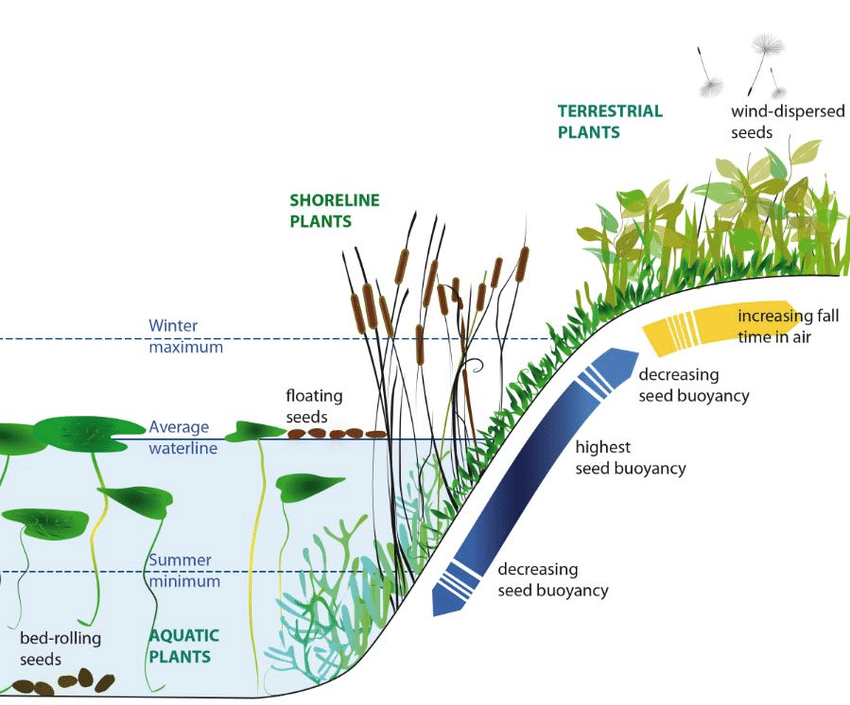 TERRESTRIAL
PLANTS
wind-dispersed
seeds
SHORELINE
PLANTS
Winter
maximum
increasing fall
time in air
decreasing
seed buoyancy
floating
seeds
Average
waterline
highest
seed buoyancy
Summer
minimum
decreasing
seed buoyancy
bed-rolling
seeds
AQUATIC
PLANTS